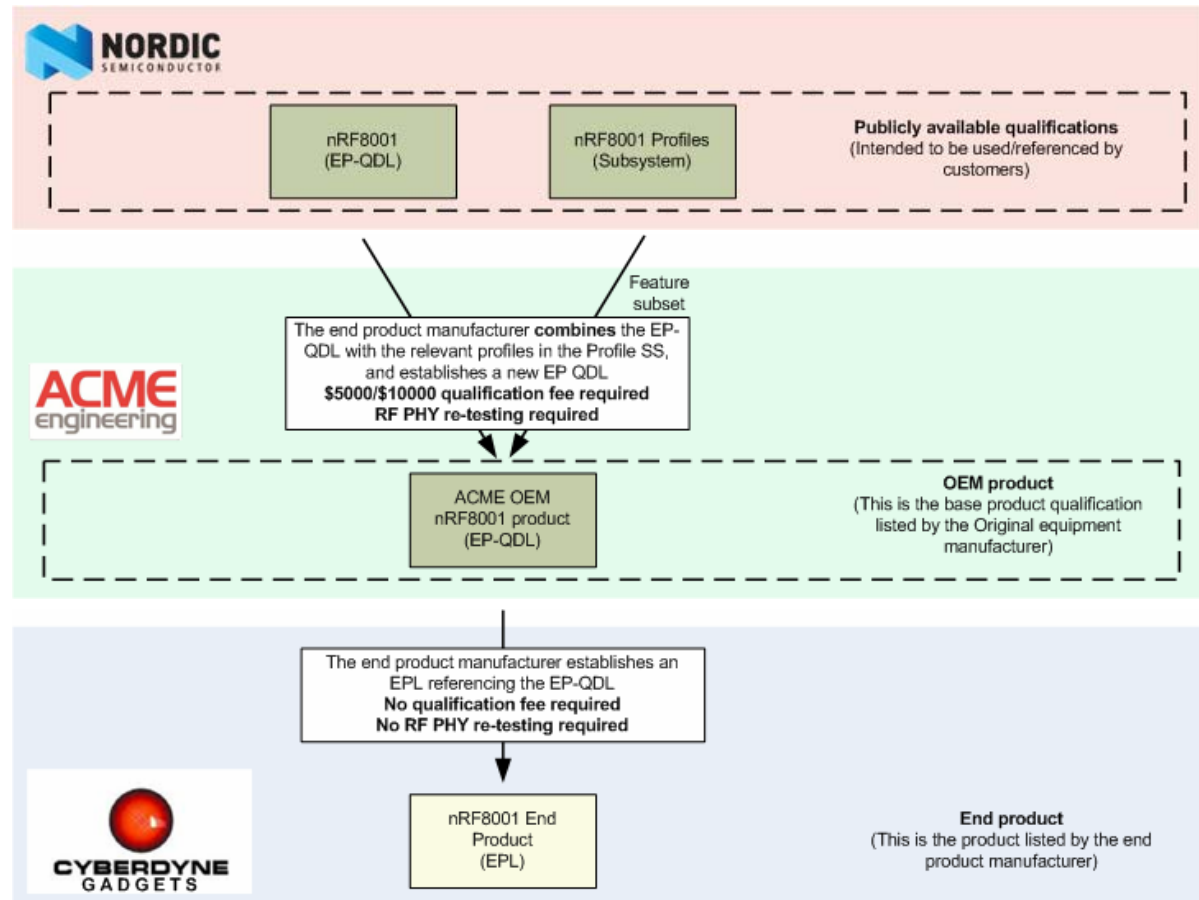 NORDIC
SEMICONDUCTOR
nRF8001
(EP-QDL)
nRF8001 Profiles
(Subsystem)
Publicly available qualifications
(Intended to be used/referenced by
customers)
Feature
subset
The end product manufacturer combines the EP-
QDL with the relevant profiles in the Profile SS,
and establishes a new EP QDL
$5000/$10000 qualification fee required
RF PHY re-testing required
ACME
engineering
ACME OEM
nRF8001 product
(EP-QDL)
OEM product
(This is the base product qualification
listed by the Original equipment
manufacturer)
The end product manufacturer establishes an
EPL referencing the EP-QDL
No qualification fee required
No RF PHY re-testing required
CYBERDYNE
GADGETS
nRF8001 End
Product
(EPL)
End product
(This is the product listed by the end
product manufacturer)